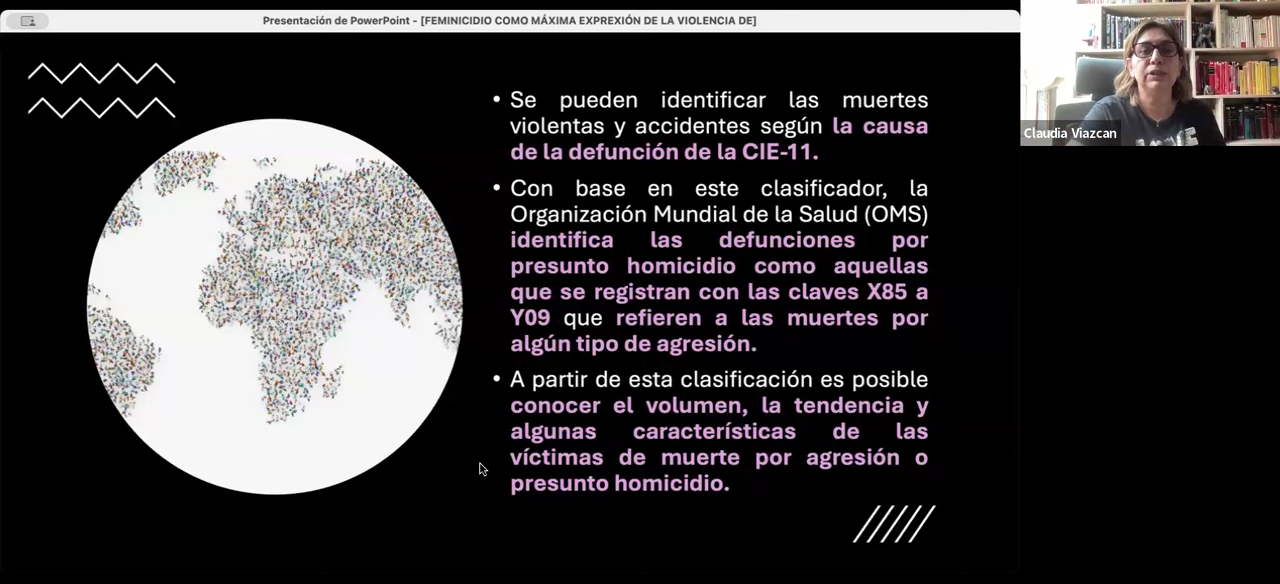 Presentación de PowerPoint - [FEMINICIDIO COMO MÁXIMA EXPREXIÓN DE LA VIOLENCIA DE]
• Se pueden identificar las muertes
violentas y accidentes según la causa
de la defunción de la CIE-11.
• Con base en este clasificador, la
Organización Mundial de la Salud (OMS)
identifica las defunciones por
presunto homicidio como aquellas
que se registran con las claves X85 a
Y09 que refieren a las muertes por
algún tipo de agresión.
• A partir de esta clasificación es posible
conocer el volumen, la tendencia y
algunas características de las
víctimas de muerte por agresión o
presunto homicidio.
Claudia Viazcan